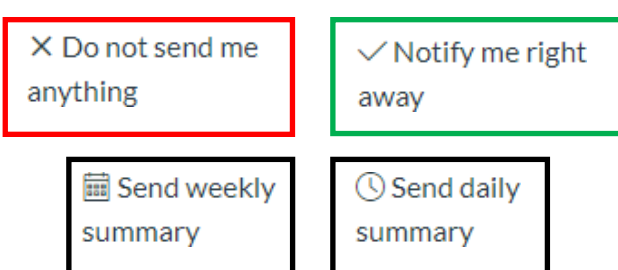 Do not send me
anything
Notify me right
away
Send weekly
summary
Send daily
summary